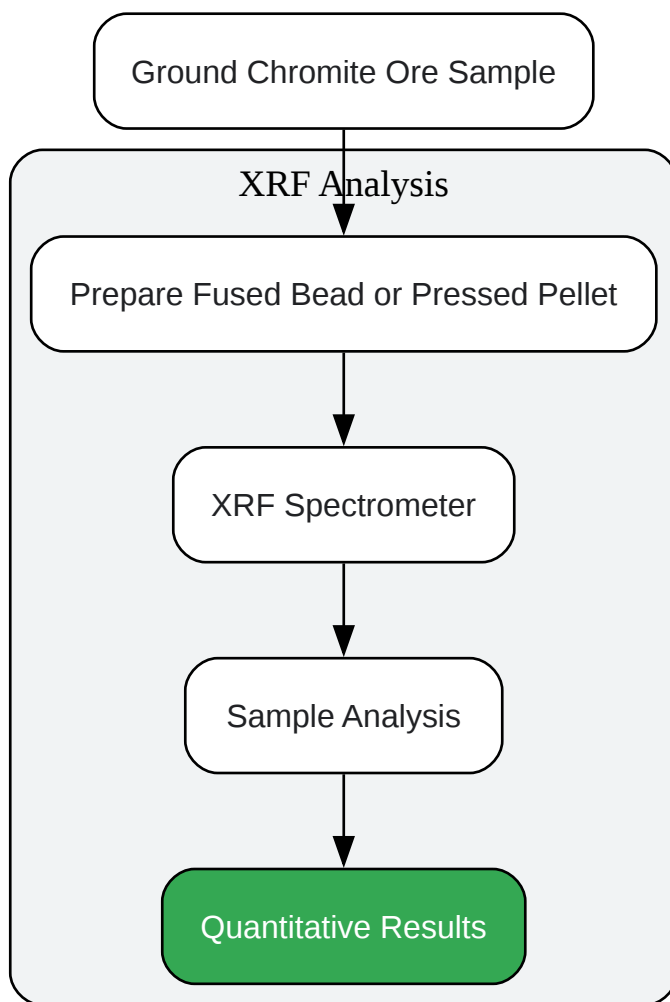 Ground Chromite Ore Sample
XRF Analysis
Prepare Fused Bead or Pressed Pellet
XRF Spectrometer
Sample Analysis
Quantitative Results